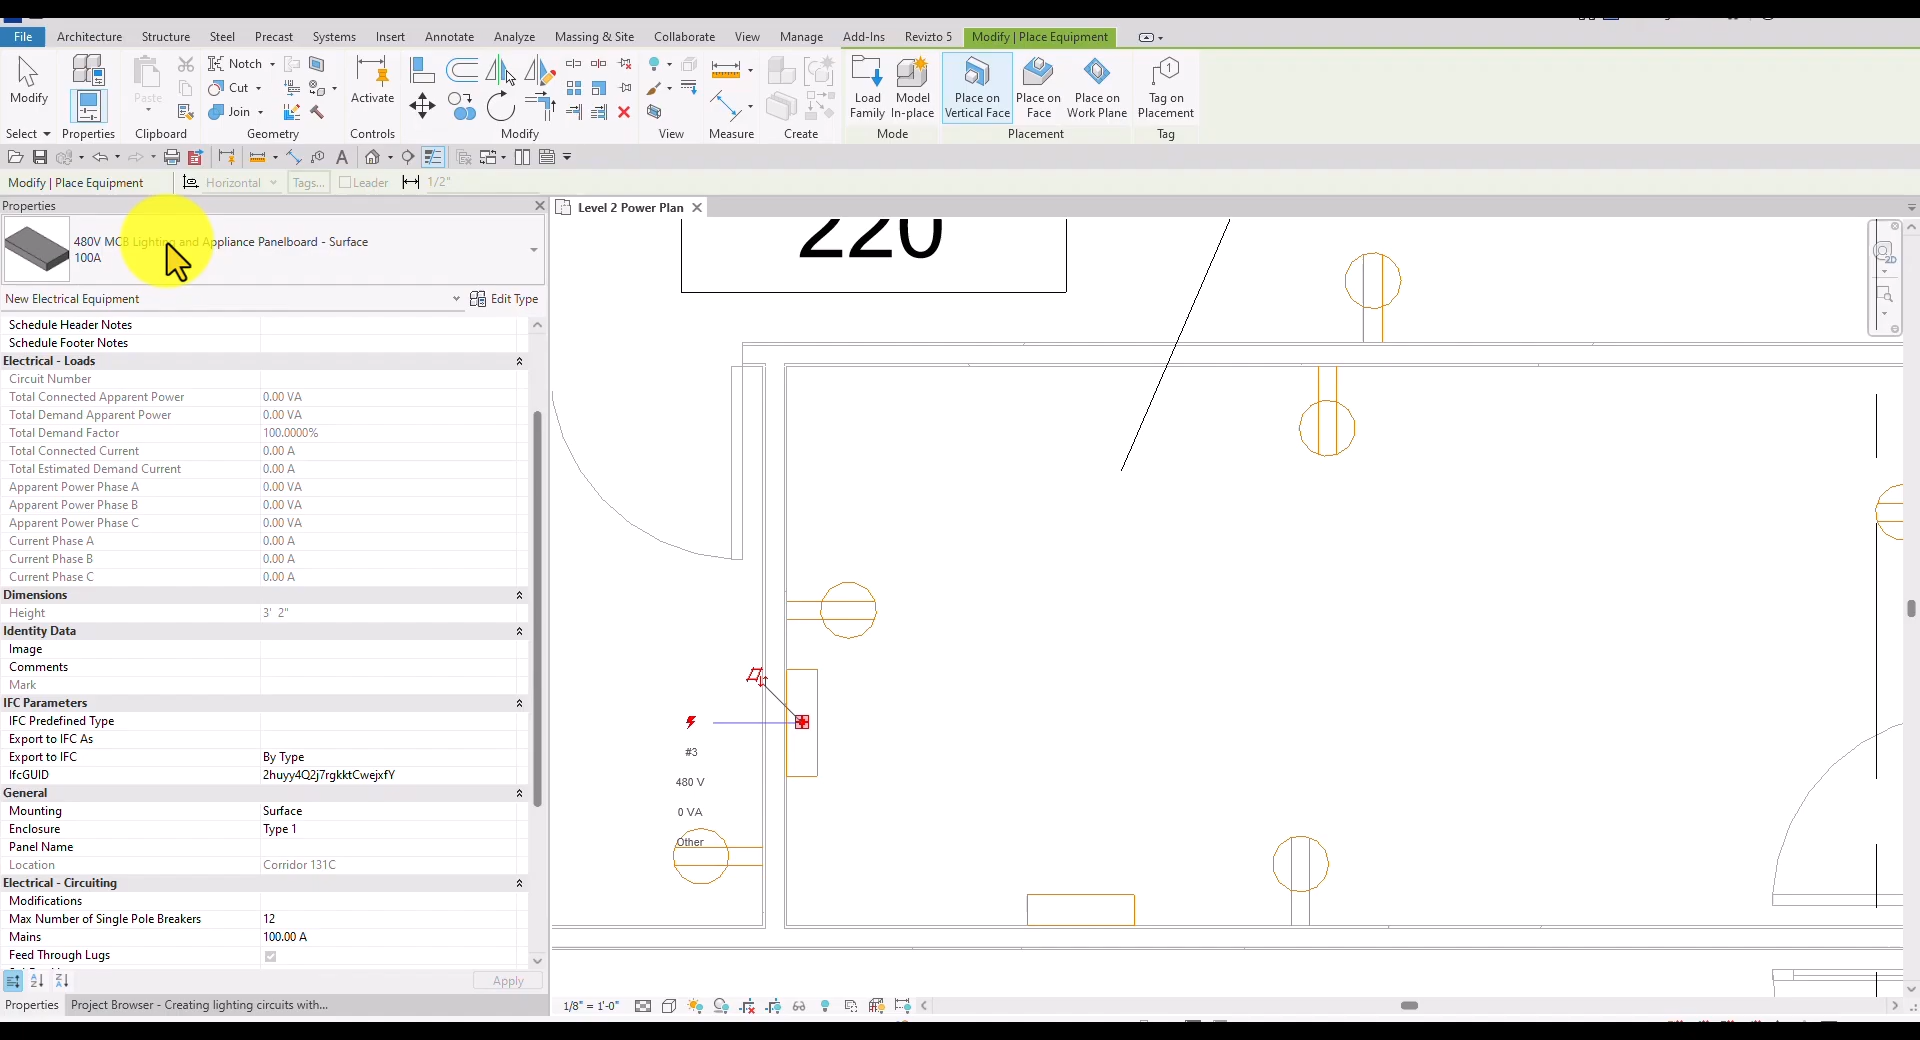 File Architecture Structure Steel Precast Systems Insert Annotate Analyze Massing & Site Collaborate View Manage Add-Ins Revizto 5 Modify | Place Equipment
Modify
Select
Properties
Paste
Clipboard
Notch
Cut
Join
Geometry
Activate
Controls
Modify
View
Measure
Create
Load Family
Model In-place
Mode
Place on Vertical Face
Place on Face
Place on Work Plane
Placement
1
Tag on Placement
Tag
A
Modify | Place Equipment Horizontal Tags... Leader 1/2"
Properties
480V MCB Lighting and Appliance Panelboard - Surface
100A
New Electrical Equipment Edit Type
Schedule Header Notes
Schedule Footer Notes
Electrical - Loads
Circuit Number
Total Connected Apparent Power 0.00 VA
Total Demand Apparent Power 0.00 VA
Total Demand Factor 100.0000%
Total Connected Current 0.00 A
Total Estimated Demand Current 0.00 A
Apparent Power Phase A 0.00 VA
Apparent Power Phase B 0.00 VA
Apparent Power Phase C 0.00 VA
Current Phase A 0.00 A
Current Phase B 0.00 A
Current Phase C 0.00 A
Dimensions
Height 3' 2"
Identity Data
Image
Comments
Mark
IFC Parameters
IFC Predefined Type
Export to IFC As
Export to IFC By Type
IfcGUID 2huyy4Q2j7rgkktCwejxfY
General
Mounting Surface
Enclosure Type 1
Panel Name
Location Corridor 131C
Electrical - Circuiting
Modifications
Max Number of Single Pole Breakers 12
Mains 100.00 A
Feed Through Lugs
Apply
Properties Project Browser - Creating lighting circuits with...
Level 2 Power Plan
220
2D
#3
480 V
0 VA
Other
1/8" = 1'-0"